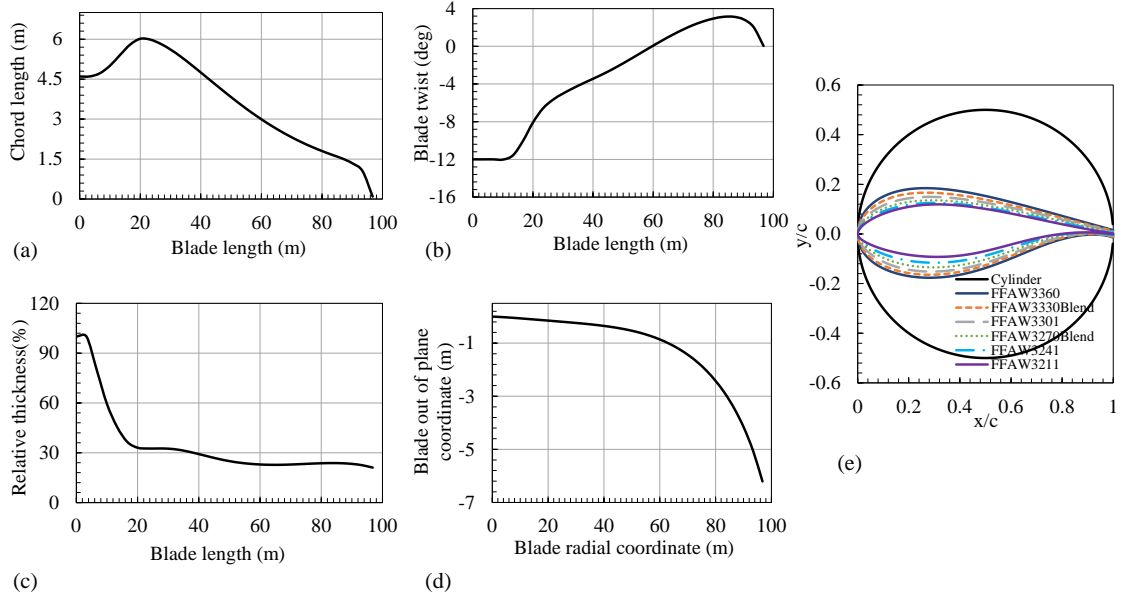 (a)
Chord length (m)
6
4.5
3
1.5
0
0 20 40 60 80 100
Blade length (m)
(b)
Blade twist (deg)
4
0
-4
-8
-12
-16
0 20 40 60 80 100
Blade length (m)
(c)
Relative thickness(%)
120
90
60
30
0
0 20 40 60 80 100
Blade length (m)
(d)
Blade out of plane
coordinate (m)
-1
-3
-5
-7
0 20 40 60 80 100
Blade radial coordinate (m)
(e)
y/c
0.6
0.4
0.2
0.0
-0.2
-0.4
-0.6
Cylinder
FFAW3360
FFAW3330Blend
FFAW3301
FFAW3270Blend
FFAW3241
FFAW3211
0 0.2 0.4 0.6 0.8 1
x/c